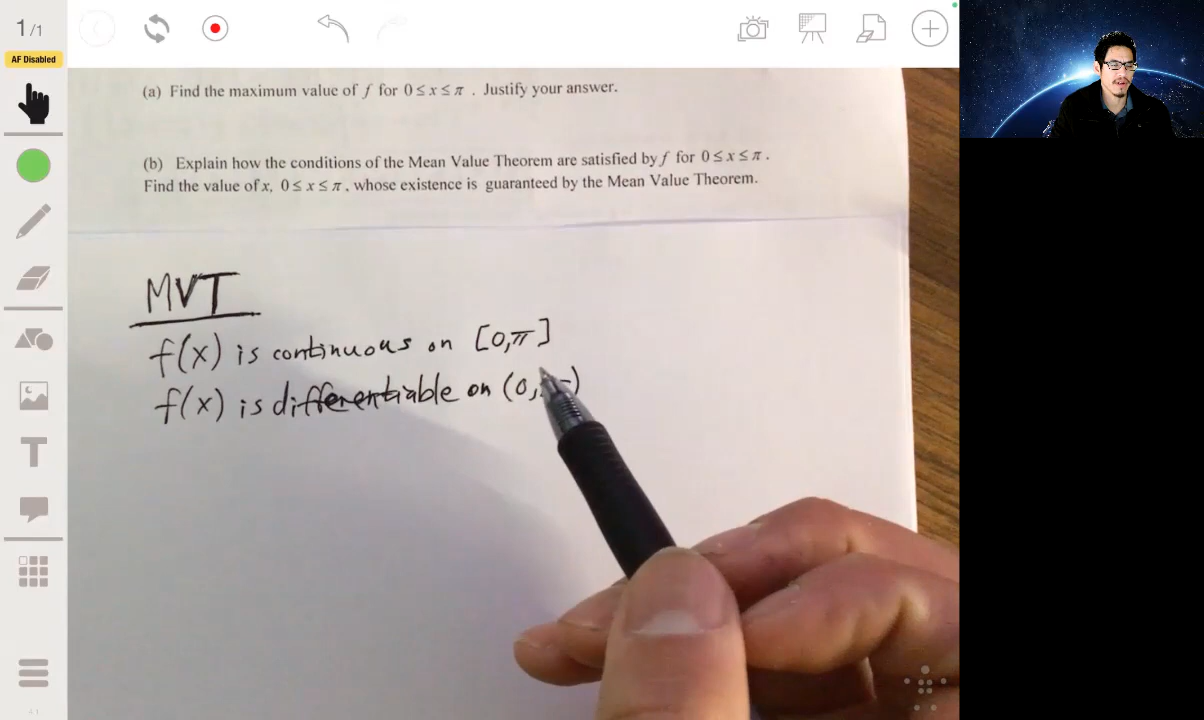 1/1
AF Disabled
(a) Find the maximum value of f for 0 ≤ x ≤ π . Justify your answer.
(b) Explain how the conditions of the Mean Value Theorem are satisfied by f for 0 ≤ x ≤ π .
Find the value of x, 0 ≤ x ≤ π, whose existence is guaranteed by the Mean Value Theorem.
MVT
f(x) is continuous on [0,π]
f(x) is differentiable on (0, )
T